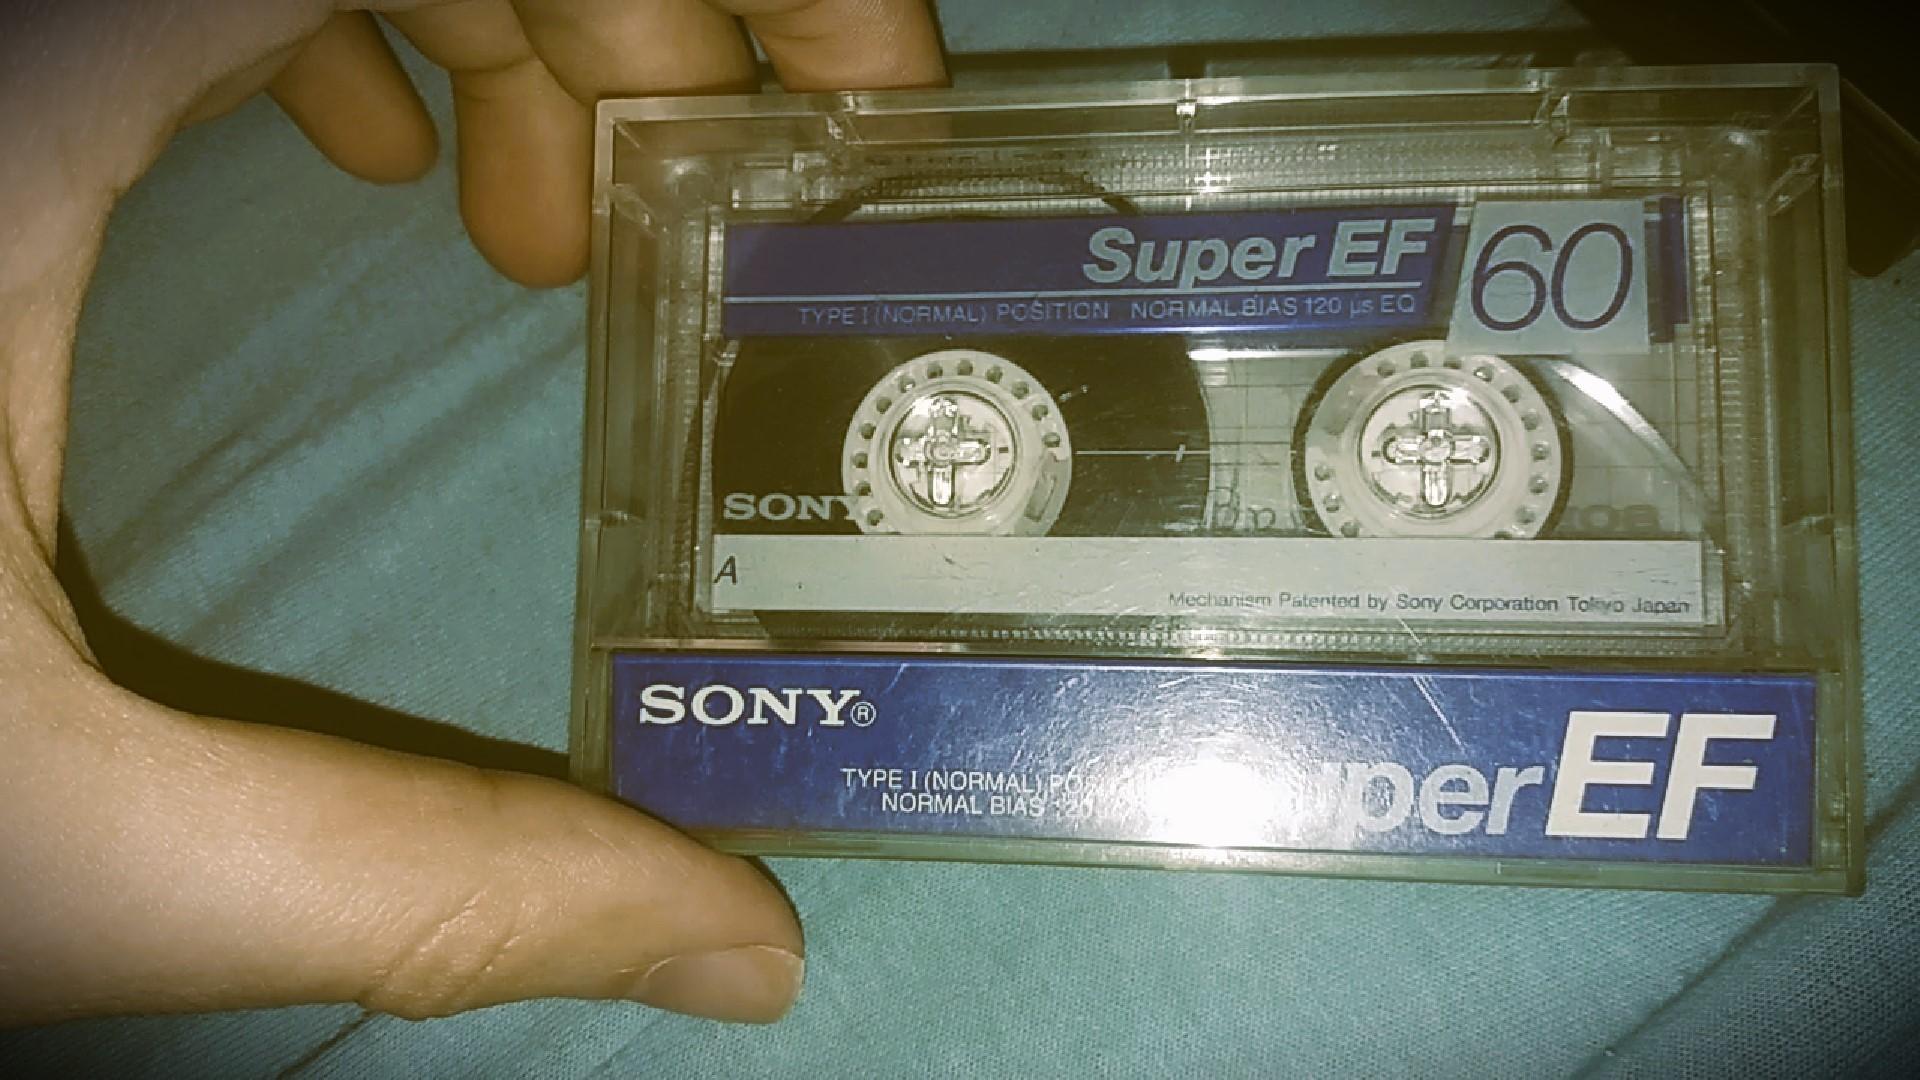 Super EF 60
TYPE I (NORMAL) POSITION NORMAL BIAS 120 µs EQ
SONY
A
Mechanism Patented by Sony Corporation Tokyo Japan
SONY®
TYPE I (NORMAL)
NORMAL BIAS 120
EF